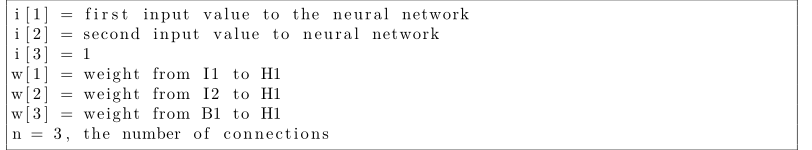 i[1] = first input value to the neural network
i[2] = second input value to neural network
i[3] = 1
w[1] = weight from I1 to H1
w[2] = weight from I2 to H1
w[3] = weight from B1 to H1
n = 3, the number of connections